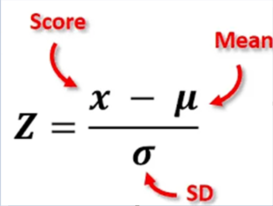 Score
Mean
Z = x − μ
σ
SD